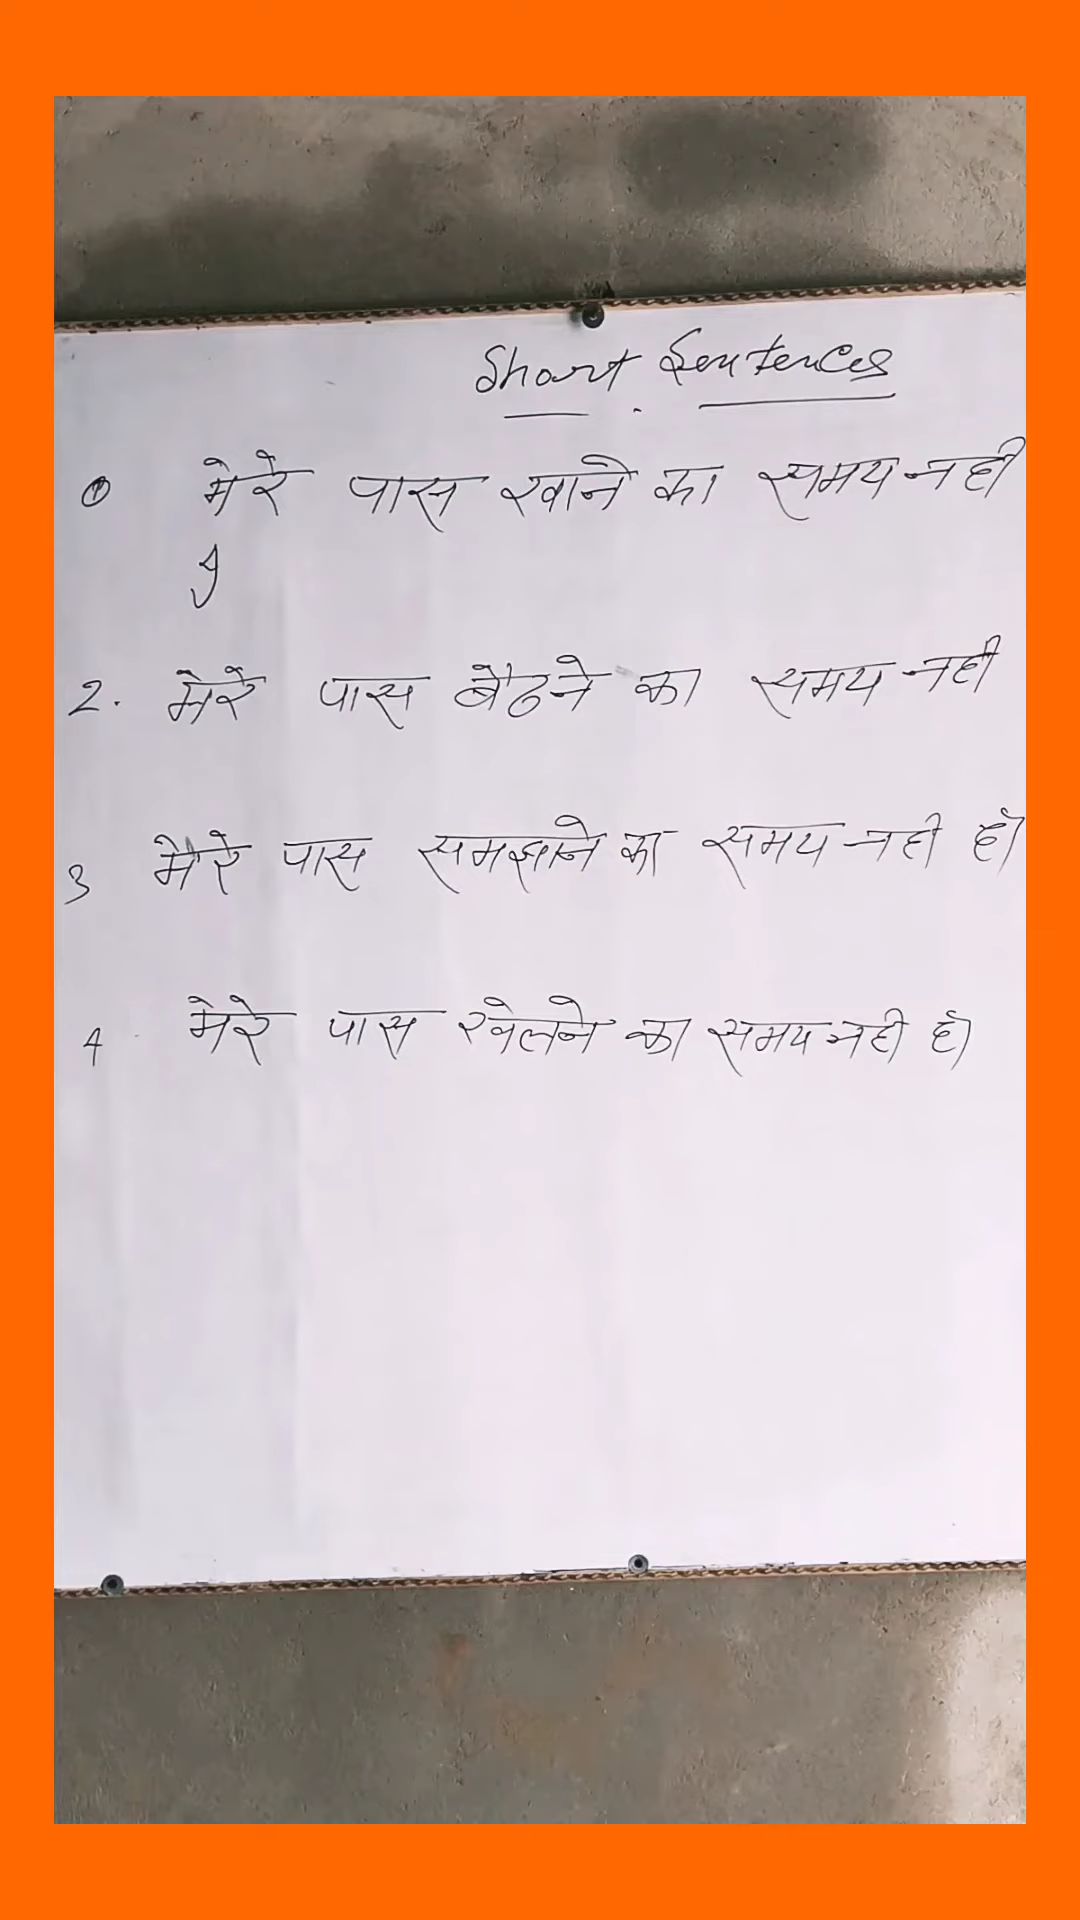 Short Sentences
① मेरे पास खाने का समय नही
2. मेरे पास बैठने का समय नही
3 मेरे पास समझाने का समय नही है
4 मेरे पास खेलने का समय नही है